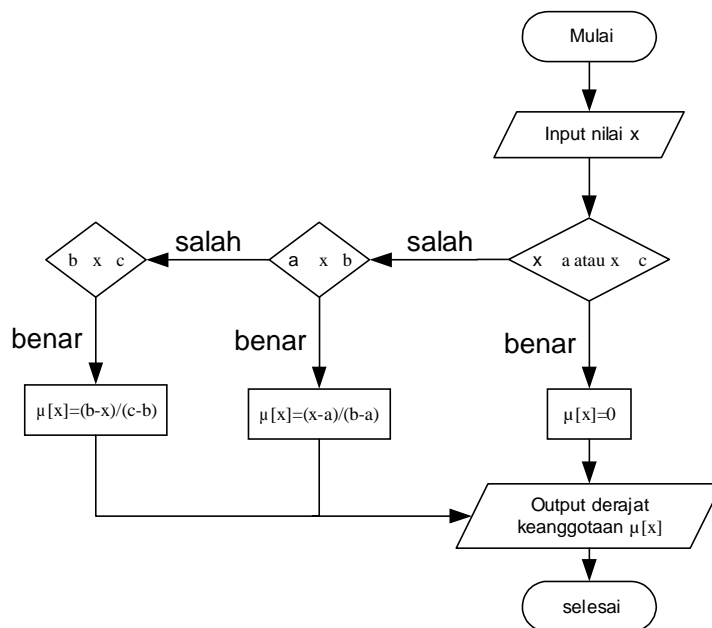 Mulai
Input nilai x
x a atau x c
salah
a x b
salah
b x c
benar
benar
benar
μ[x]=(b-x)/(c-b)
μ[x]=(x-a)/(b-a)
μ[x]=0
Output derajat
keanggotaan μ[x]
selesai